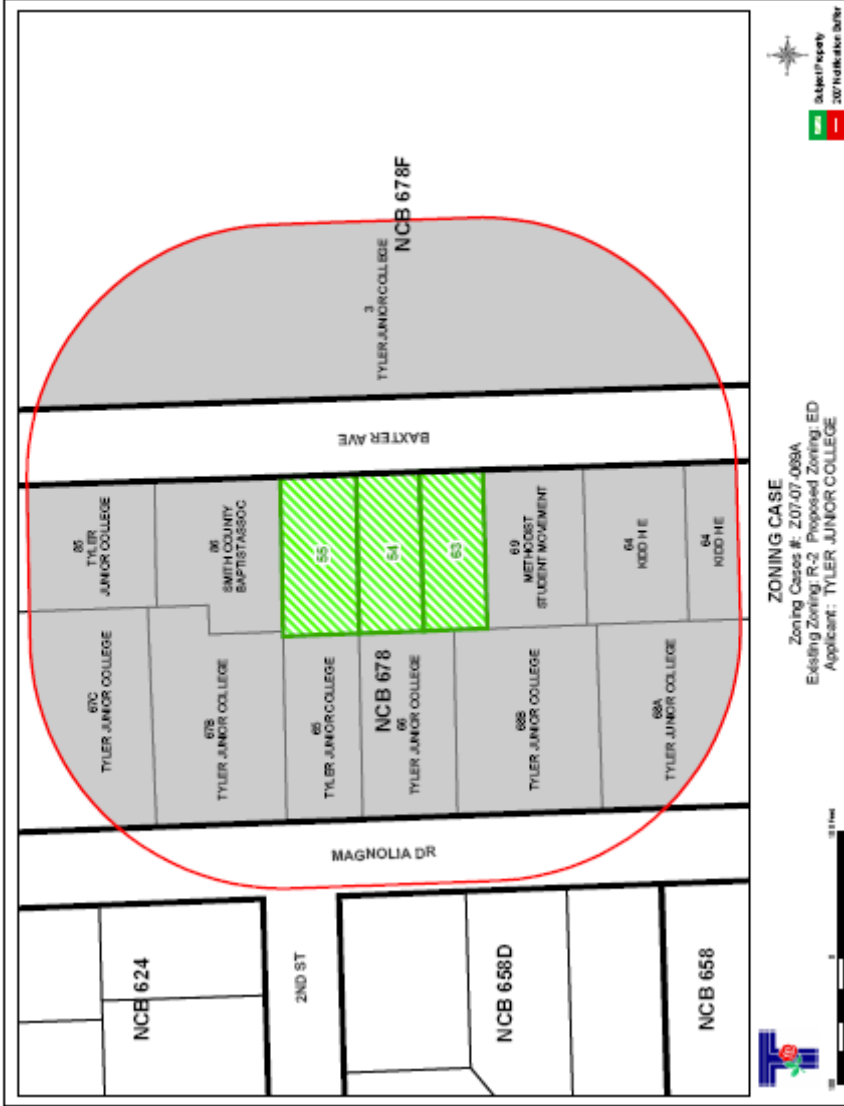 NCB 624
2ND ST
NCB 658D
NCB 658
MAGNOLIA DR
67C
TYLER JUNIOR COLLEGE
67B
TYLER JUNIOR COLLEGE
65
TYLER JUNIOR COLLEGE
NCB 678
66
TYLER JUNIOR COLLEGE
68B
TYLER JUNIOR COLLEGE
68A
TYLER JUNIOR COLLEGE
85
TYLER
JUNIOR COLLEGE
86
SMITH COUNTY
BAPTIST ASSOC
55
54
69
METHODIST
STUDENT MOVEMENT
64
KIDD H E
64
KIDD H E
BAXTER AVE
3
TYLER JUNIOR COLLEGE
NCB 678F
ZONING CASE
Zoning Cases #: Z07-07-069A
Existing Zoning: R-2 Proposed Zoning: ED
Applicant: TYLER JUNIOR COLLEGE
Subject Property
200' Notification Buffer
0
Feet